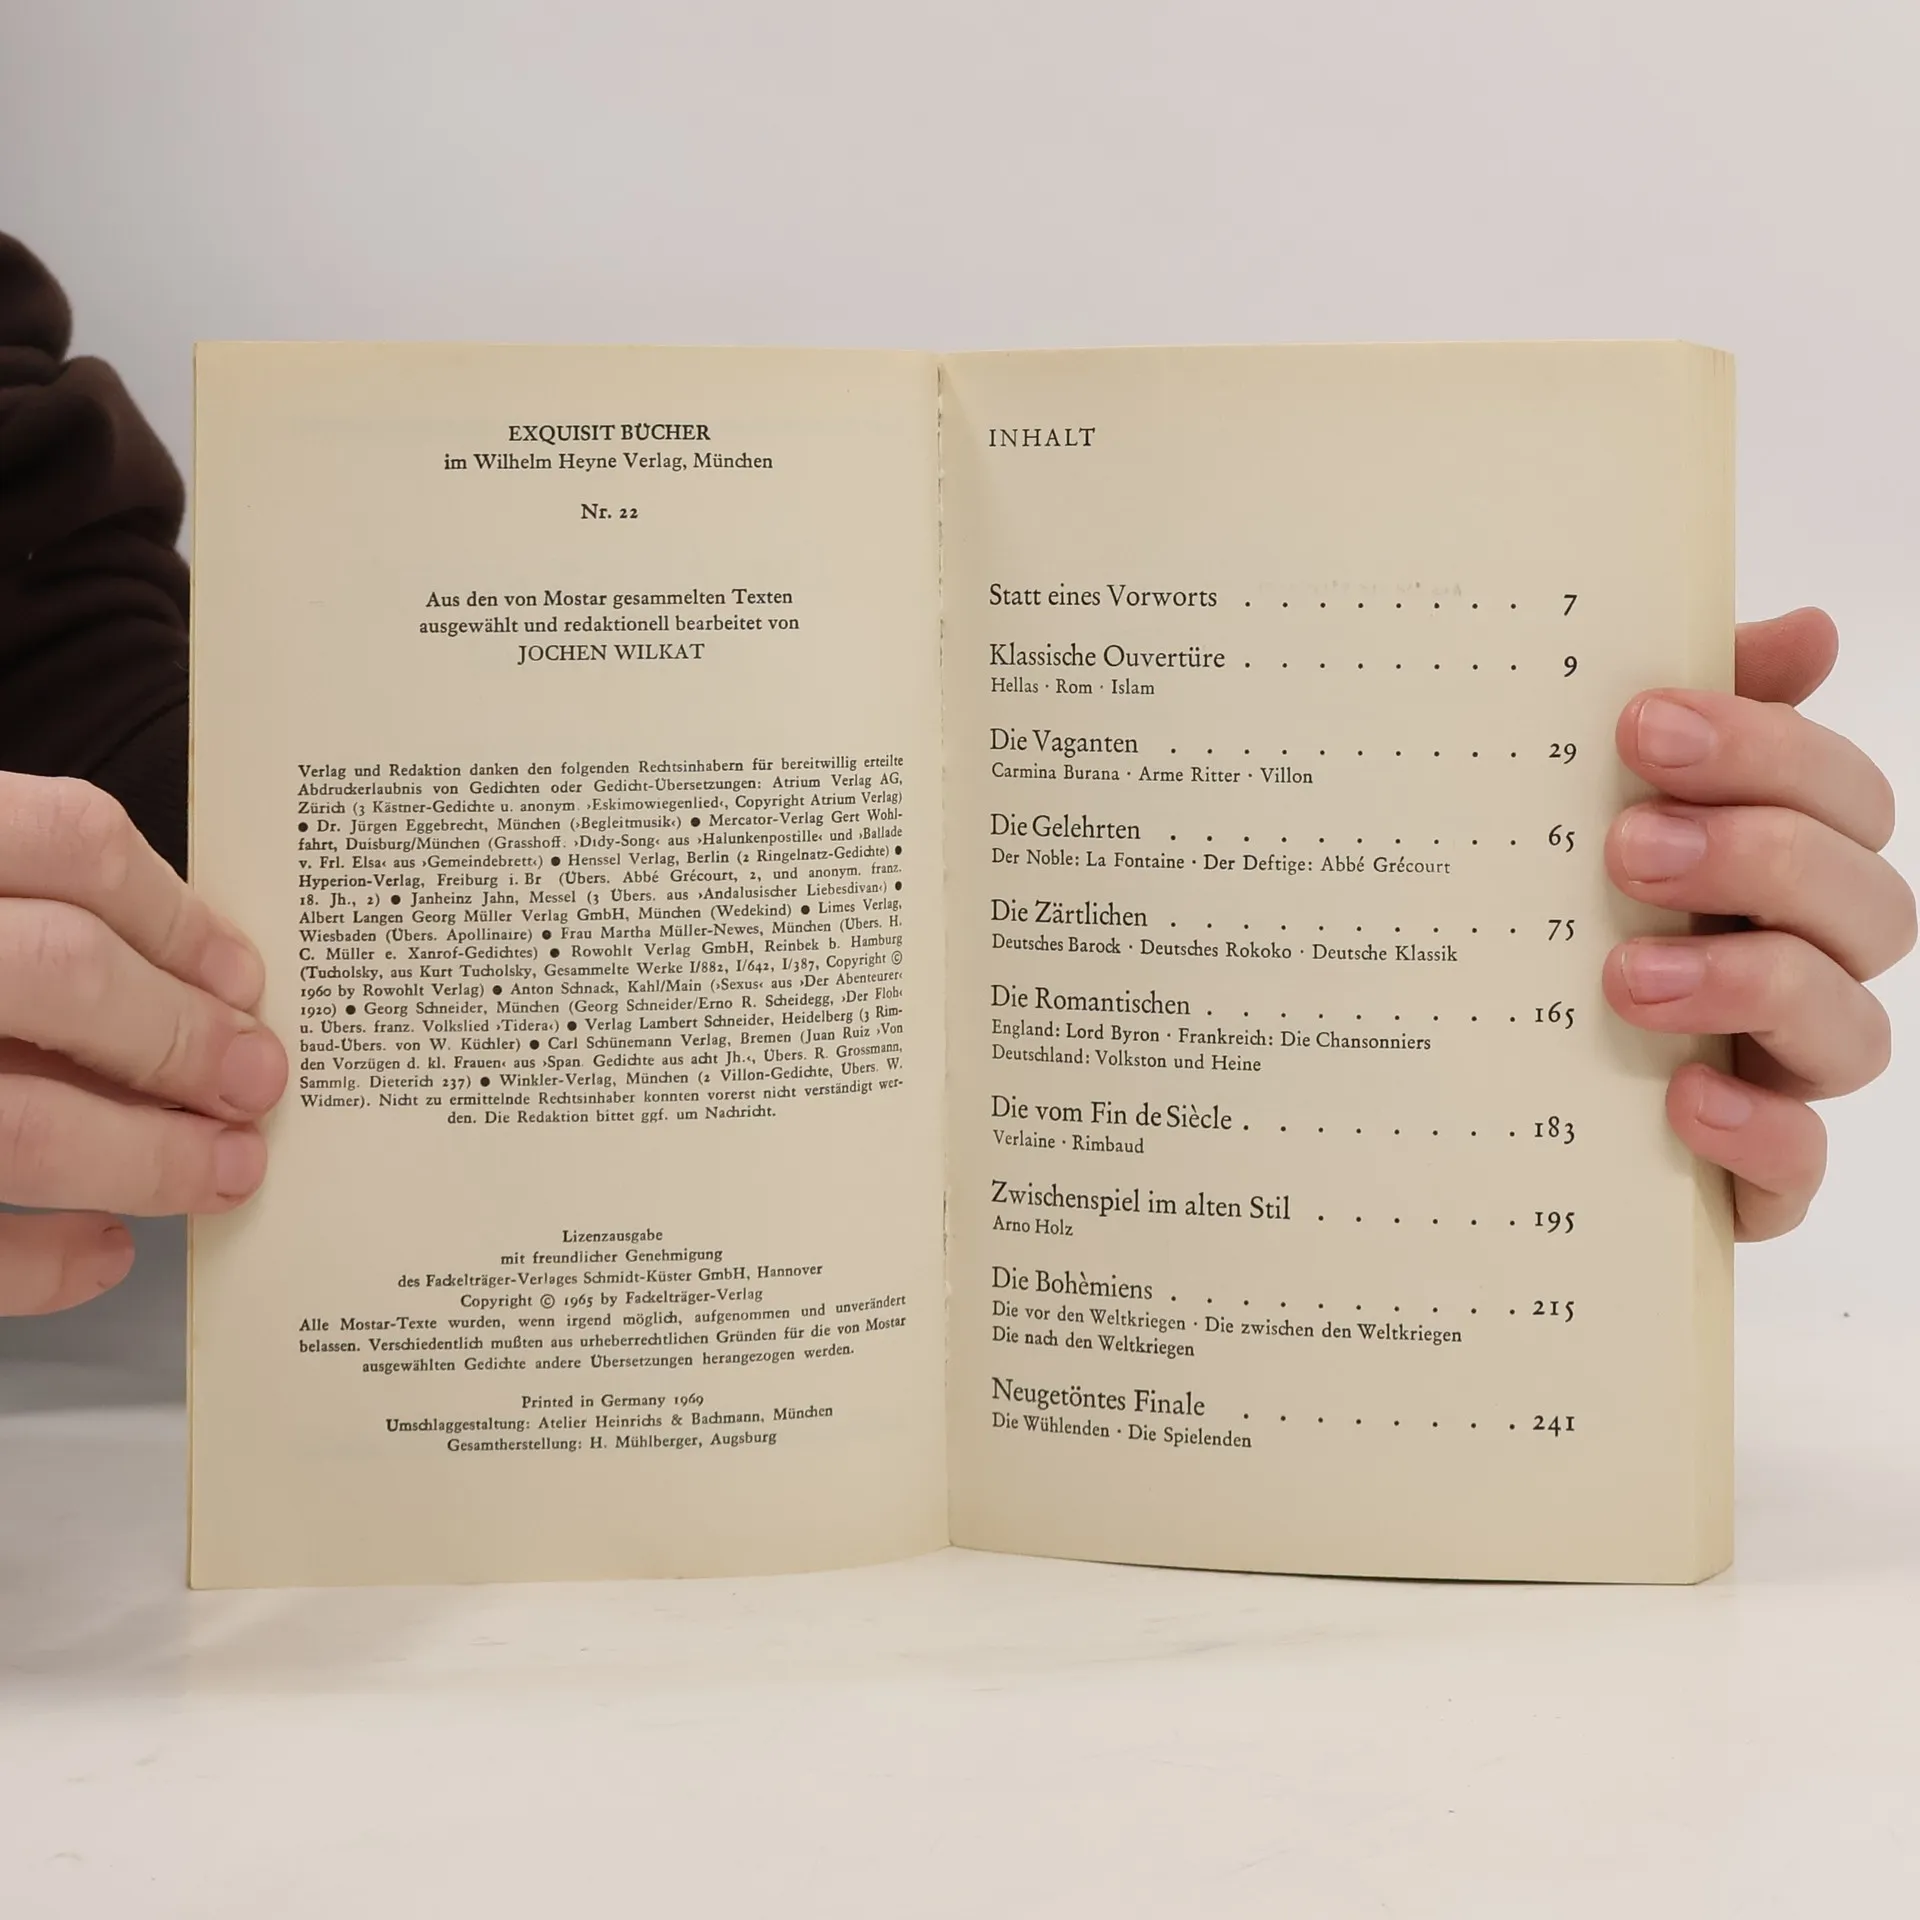 EXQUISIT BÜCHER
im Wilhelm Heyne Verlag, München
Nr. 22
Aus den von Mostar gesammelten Texten
ausgewählt und redaktionell bearbeitet von
JOCHEN WILKAT
Verlag und Redaktion danken den folgenden Rechtsinhabern für bereitwillig erteilte
Abdruckerlaubnis von Gedichten oder Gedicht-Übersetzungen: Atrium Verlag AG,
Zürich (3 Kästner-Gedichte u. anonym. ›Eskimowiegenlied‹, Copyright Atrium Verlag)
● Dr. Jürgen Eggebrecht, München (›Begleitmusik‹) ● Mercator-Verlag Gert Wohl-
fahrt, Duisburg/München (Grasshoff. ›Didy-Song‹ aus ›Halunkenpostille‹ und ›Ballade
v. Frl. Elsa‹ aus ›Gemeindebrett‹) ● Henssel Verlag, Berlin (2 Ringelnatz-Gedichte) ●
Hyperion-Verlag, Freiburg i. Br (Übers. Abbé Grécourt, 2, und anonym. franz.
18. Jh., 2) ● Janheinz Jahn, Messel (3 Übers. aus ›Andalusischer Liebesdivan‹) ●
Albert Langen Georg Müller Verlag GmbH, München (Wedekind) ● Limes Verlag,
Wiesbaden (Übers. Apollinaire) ● Frau Martha Müller-Newes, München (Übers. H.
C. Müller e. Xanrof-Gedichtes) ● Rowohlt Verlag GmbH, Reinbek b. Hamburg
(Tucholsky, aus Kurt Tucholsky, Gesammelte Werke I/882, I/642, I/387, Copyright ©
1960 by Rowohlt Verlag) ● Anton Schnack, Kahl/Main (›Sexus‹ aus ›Der Abenteurer‹
1920) ● Georg Schneider, München (Georg Schneider/Erno R. Scheidegg, ›Der Floh‹
u. Übers. franz. Volkslied ›Tidera‹) ● Verlag Lambert Schneider, Heidelberg (3 Rim-
baud-Übers. von W. Küchler) ● Carl Schünemann Verlag, Bremen (Juan Ruiz ›Von
den Vorzügen d. kl. Frauen‹ aus ›Span. Gedichte aus acht Jh.‹, Übers. R. Grossmann,
Sammlg. Dieterich 237) ● Winkler-Verlag, München (2 Villon-Gedichte, Übers. W.
Widmer). Nicht zu ermittelnde Rechtsinhaber konnten vorerst nicht verständigt wer-
den. Die Redaktion bittet ggf. um Nachricht.
Lizenzausgabe
mit freundlicher Genehmigung
des Fackelträger-Verlages Schmidt-Küster GmbH, Hannover
Copyright © 1965 by Fackelträger-Verlag
Alle Mostar-Texte wurden, wenn irgend möglich, aufgenommen und unverändert
belassen. Verschiedentlich mußten aus urheberrechtlichen Gründen für die von Mostar
ausgewählten Gedichte andere Übersetzungen herangezogen werden.
Printed in Germany 1969
Umschlaggestaltung: Atelier Heinrichs & Bachmann, München
Gesamtherstellung: H. Mühlberger, Augsburg
INHALT
Statt eines Vorworts . . . . . . . . 7
Klassische Ouvertüre . . . . . . . . 9
Hellas · Rom · Islam
Die Vaganten . . . . . . . . . . 29
Carmina Burana · Arme Ritter · Villon
Die Gelehrten . . . . . . . . . . 65
Der Noble: La Fontaine · Der Deftige: Abbé Grécourt
Die Zärtlichen . . . . . . . . . . 75
Deutsches Barock · Deutsches Rokoko · Deutsche Klassik
Die Romantischen . . . . . . . . . 165
England: Lord Byron · Frankreich: Die Chansonniers
Deutschland: Volkston und Heine
Die vom Fin de Siècle . . . . . . . . 183
Verlaine · Rimbaud
Zwischenspiel im alten Stil . . . . . . 195
Arno Holz
Die Bohèmiens . . . . . . . . . . 215
Die vor den Weltkriegen · Die zwischen den Weltkriegen
Die nach den Weltkriegen
Neugetöntes Finale . . . . . . . . 241
Die Wühlenden · Die Spielenden